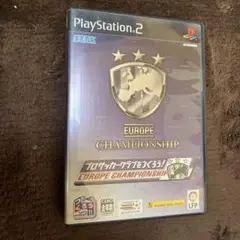 PlayStation 2
SEGA
EUROPE
CHAMPIONSHIP
プロサッカークラブをつくろう!
EUROPE CHAMPIONSHIP
LFP